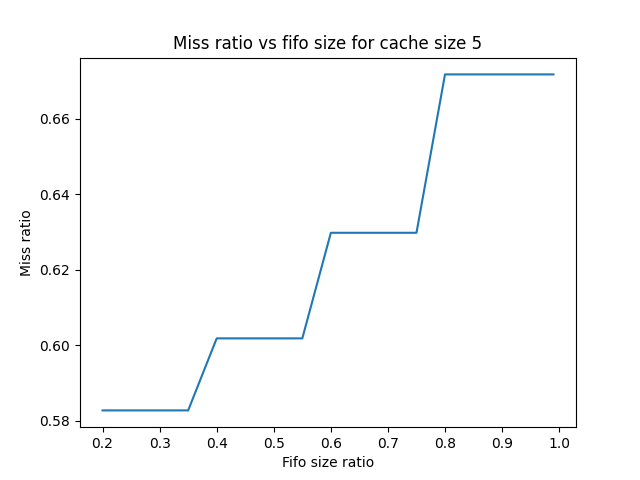 Miss ratio vs fifo size for cache size 5
Miss ratio
0.66
0.64
0.62
0.60
0.58
0.2 0.3 0.4 0.5 0.6 0.7 0.8 0.9 1.0
Fifo size ratio